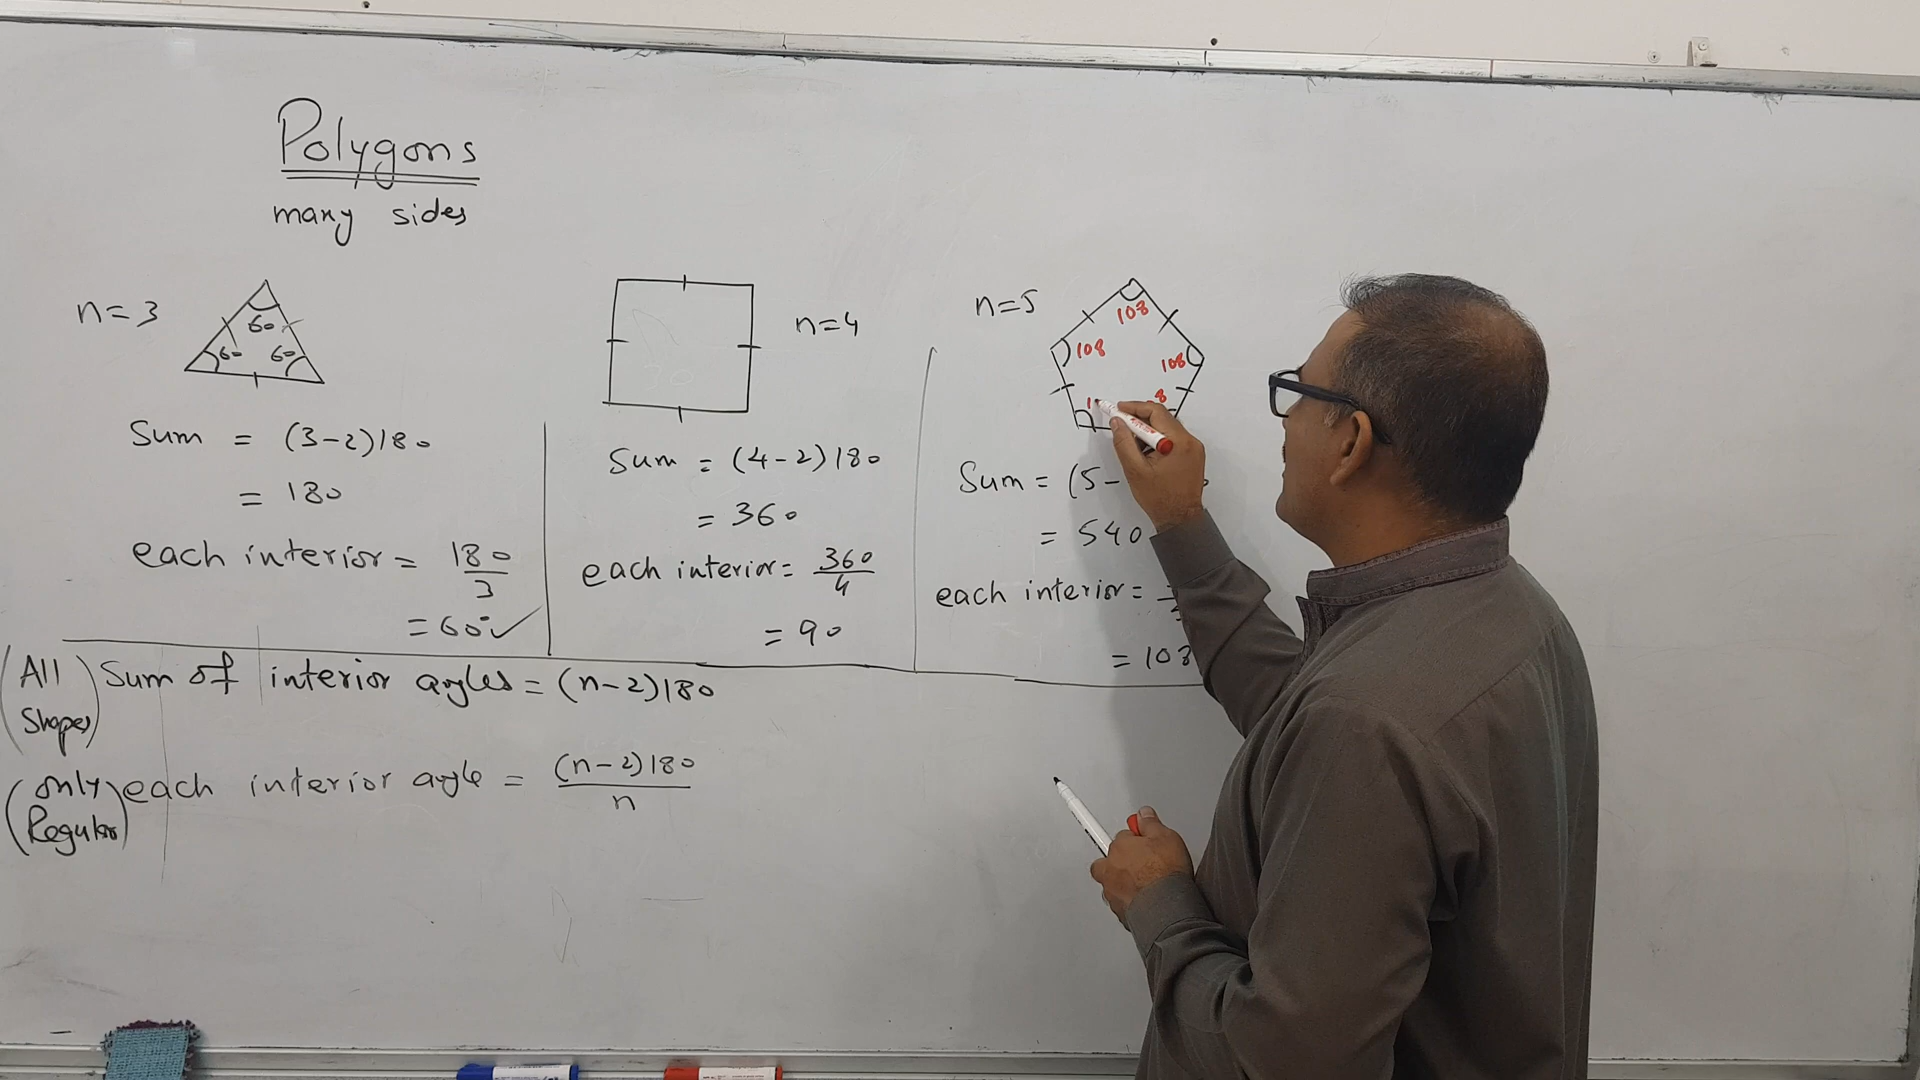 Polygons
many sides
n=3
60
60 60
Sum = (3-2)180
= 180
each interior = 180/3
= 60°✓
n=4
Sum = (4-2)180
= 360
each interior = 360/4
= 90
n=5
108
108 108
1 8
Sum = (5-
= 540
each interior =
= 108
(All Shapes) Sum of interior angles = (n-2)180
(only Regular) each interior angle = (n-2)180/n